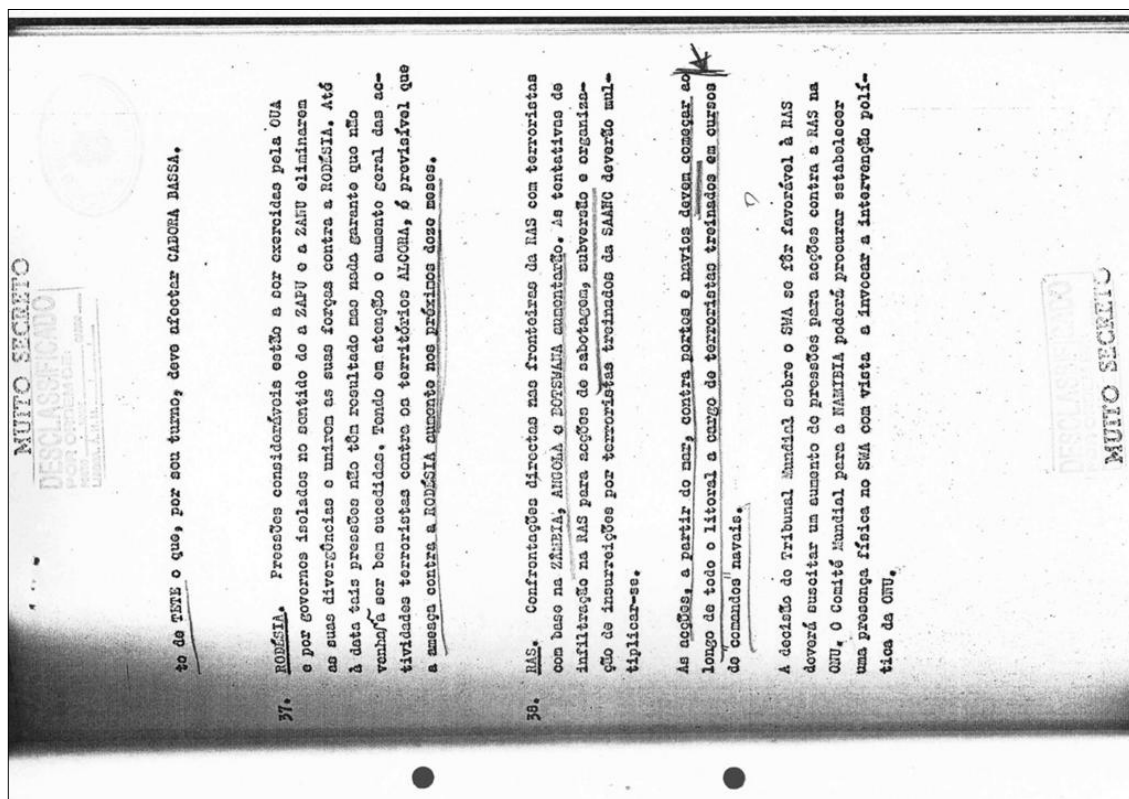 MUITO SECRETO
DESCLASSIFICADO
to de TETE o que, por seu turno, deve afectar CABORA BASSA.
37. RODÉSIA. Pressões consideráveis estão a ser exercidas pela OUA
e por governos isolados no sentido do ZAPU e a ZANU eliminarem
as suas divergências e unirem as suas forças contra a RODÉSIA. Até
à data tais pressões não têm resultado mas nada garante que não
venham a ser bem sucedidas. Tendo em atenção o aumento geral das ac-
tividades terroristas contra os territórios ALCORA, é previsível que
a ameaça contra a RODÉSIA aumente nos próximos doze meses.
38. RAS. Confrontações directas nas fronteiras da RAS com terroristas
com base na ZÂMBIA, ANGOLA e BOTSWANA aumentarão. As tentativas de
infiltração na RAS para acções de sabotagem, subversão e organiza-
ção de insurreições por terroristas treinados da SAANC deverão mul-
tiplicar-se.
As acções, a partir do mar, contra portos e navios devem começar ao
longo de todo o litoral a cargo de terroristas treinados em cursos
de "comandos" navais.
A decisão do Tribunal Mundial sobre o SWA se fôr favorável à RAS
deverá suscitar um aumento de pressões para acções contra a RAS na
ONU. O Comité Mundial para a NAMIBIA poderá procurar estabelecer
uma presença física no SWA com vista a invocar a intervenção polí-
tica da ONU.
DESCLASSIFICADO
MUITO SECRETO